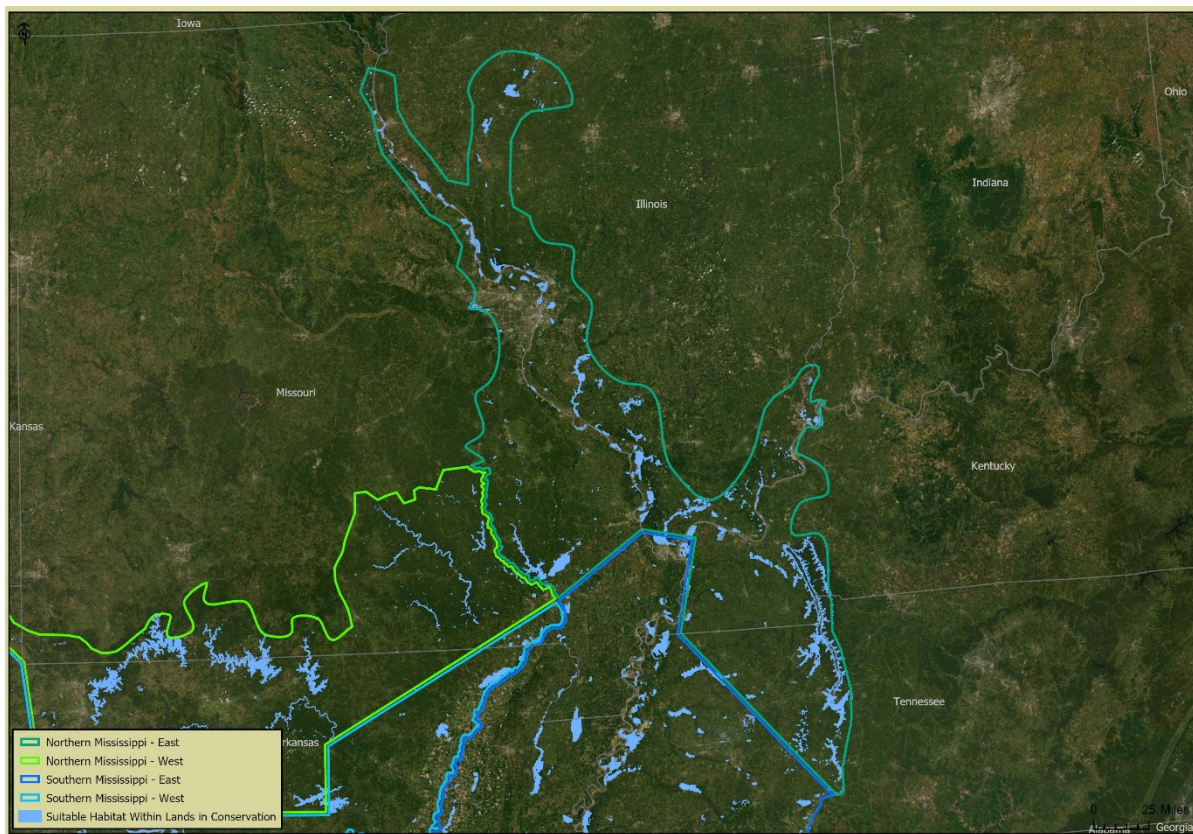 Iowa
N
Ohio
Indiana
Illinois
Missouri
Kansas
Kentucky
Tennessee
rkansas
Northern Mississippi - East
Northern Mississippi - West
Southern Mississippi - East
Southern Mississippi - West
Suitable Habitat Within Lands in Conservation
0 25 Miles
Alabama
Georgia